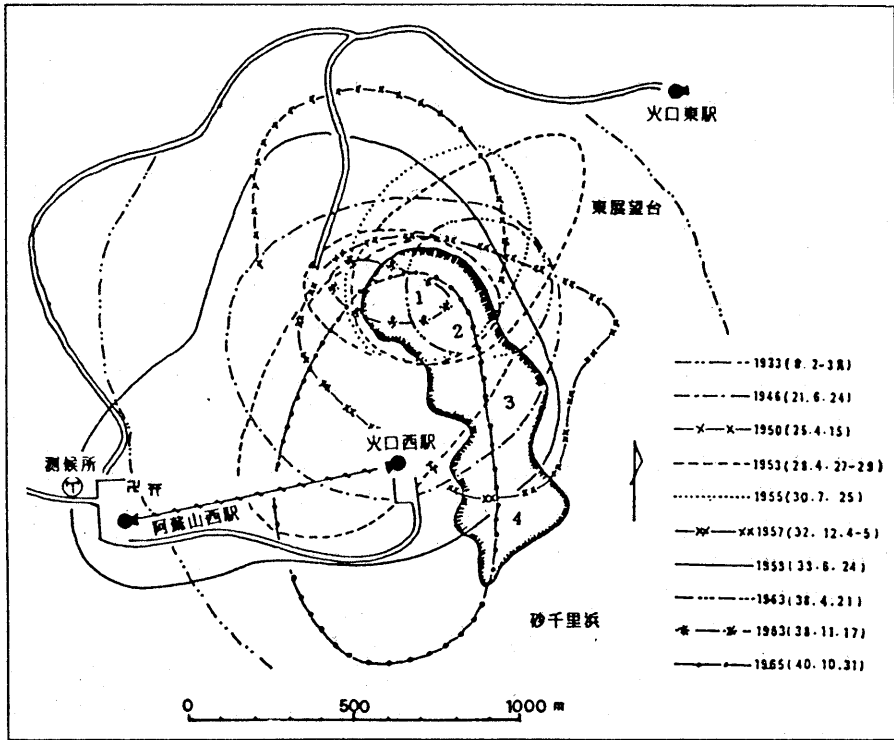 火口東駅
東展望台
1
2
3
4
火口西駅
測候所
卍 开
阿蘇山西駅
砂千里浜
1933(8.2-3月)
1946(21.6.24)
1950(25.4.15)
1953(28.4.27-29)
1955(30.7.25)
1957(32.12.4-5)
1958(33.6.24)
1963(38.4.21)
1963(38.11.17)
1965(40.10.31)
0 500 1000 m